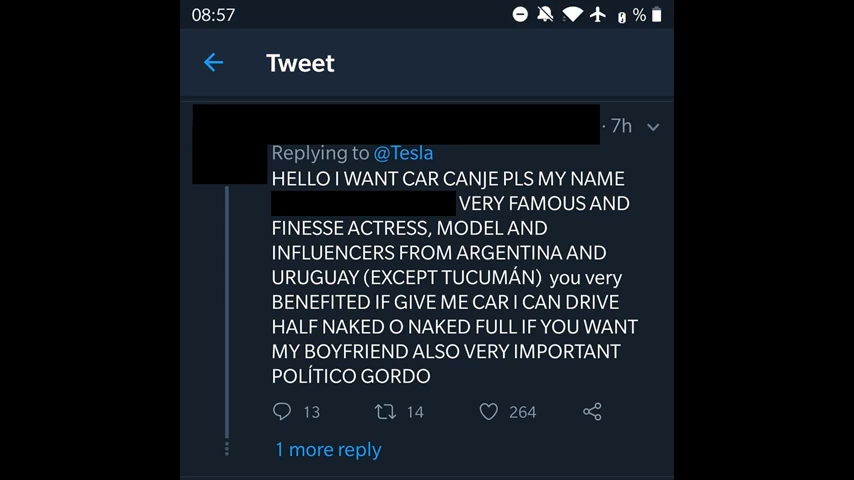 08:57 %
Tweet
· 7h
Replying to @Tesla
HELLO I WANT CAR CANJE PLS MY NAME
VERY FAMOUS AND
FINESSE ACTRESS, MODEL AND
INFLUENCERS FROM ARGENTINA AND
URUGUAY (EXCEPT TUCUMÁN) you very
BENEFITED IF GIVE ME CAR I CAN DRIVE
HALF NAKED O NAKED FULL IF YOU WANT
MY BOYFRIEND ALSO VERY IMPORTANT
POLÍTICO GORDO
13 14 264
1 more reply